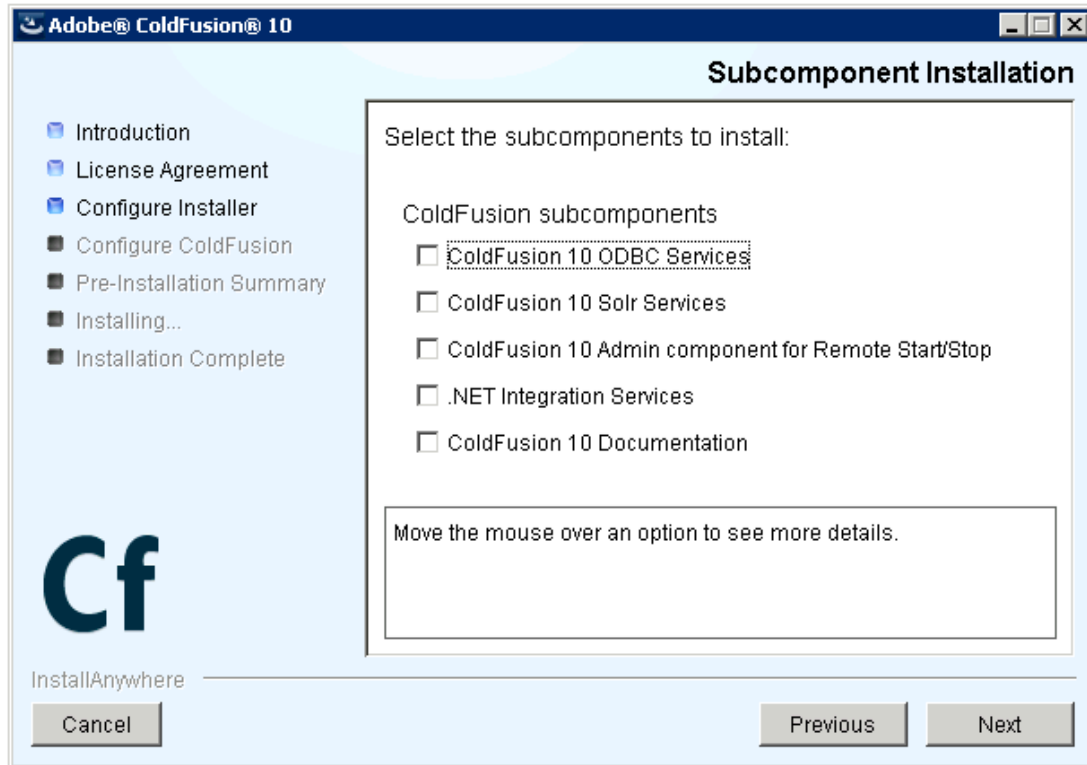 Adobe® ColdFusion® 10
Subcomponent Installation
Introduction
License Agreement
Configure Installer
Configure ColdFusion
Pre-Installation Summary
Installing...
Installation Complete
Select the subcomponents to install:
ColdFusion subcomponents
ColdFusion 10 ODBC Services
ColdFusion 10 Solr Services
ColdFusion 10 Admin component for Remote Start/Stop
.NET Integration Services
ColdFusion 10 Documentation
Move the mouse over an option to see more details.
Cf
InstallAnywhere
Cancel
Previous
Next